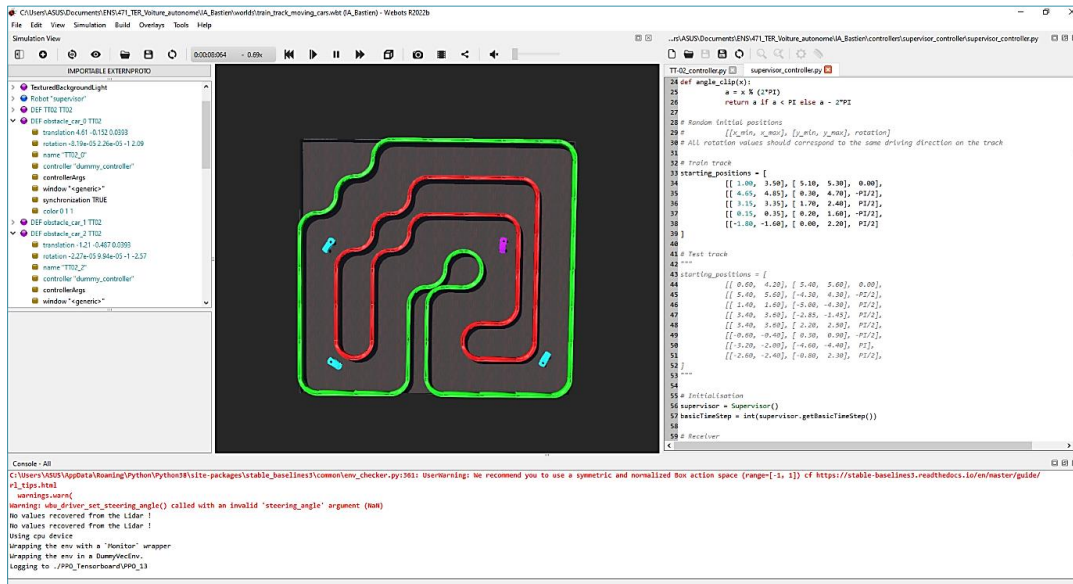 C:\Users\ASUS\Documents\ENS\471_TER_Voiture_autonome\IA_Bastien\worlds\train_track_moving_cars.wbt (IA_Bastien) - Webots R2022b
File Edit View Simulation Build Overlays Tools Help
Simulation View
0:00:08:064 - 0.69x
IMPORTABLE EXTERNPROTO
TexturedBackgroundLight
Robot "supervisor"
DEF TT02 TT02
DEF obstacle_car_0 TT02
translation 4.61 -0.152 0.0393
rotation -8.19e-05 2.26e-05 -1 2.09
name "TT02_0"
controller "dummy_controller"
controllerArgs
window "<generic>"
synchronization TRUE
color 0 1 1
DEF obstacle_car_1 TT02
DEF obstacle_car_2 TT02
translation -1.21 -0.487 0.0393
rotation -2.27e-05 9.94e-05 -1 -2.57
name "TT02_2"
controller "dummy_controller"
controllerArgs
window "<generic>"
...rs\ASUS\Documents\ENS\471_TER_Voiture_autonome\IA_Bastien\controllers\supervisor_controller\supervisor_controller.py
TT-02_controller.py supervisor_controller.py
24 def angle_clip(x):
25 a = x % (2*PI)
26 return a if a < PI else a - 2*PI
27
28 # Random initial positions
29 # [[x_min, x_max], [y_min, y_max], rotation]
30 # All rotation values should correspond to the same driving direction on the track
31
32 # Train track
33 starting_positions = [
34 [[ 1.00, 3.50], [ 5.10, 5.30], 0.00],
35 [[ 4.65, 4.85], [ 0.30, 4.70], -PI/2],
36 [[ 3.15, 3.35], [ 1.70, 2.40], PI/2],
37 [[ 0.15, 0.35], [ 0.20, 1.60], -PI/2],
38 [[-1.80, -1.60], [ 0.00, 2.20], PI/2]
39 ]
40
41 # Test track
42 """
43 starting_positions = [
44 [[ 0.60, 4.20], [ 5.40, 5.60], 0.00],
45 [[ 5.40, 5.60], [-4.30, 4.30], -PI/2],
46 [[ 1.40, 1.60], [-5.00, -4.30], PI/2],
47 [[ 3.40, 3.60], [-2.85, -1.45], PI/2],
48 [[ 3.40, 3.60], [ 2.20, 2.50], PI/2],
49 [[-0.60, -0.40], [ 0.30, 0.90], -PI/2],
50 [[-3.20, -2.00], [-4.60, -4.40], PI],
51 [[-2.60, -2.40], [-0.80, 2.30], PI/2],
52 ]
53 """
54
55 # Initialisation
56 supervisor = Supervisor()
57 basicTimeStep = int(supervisor.getBasicTimeStep())
58
59 # Receiver
Console - All
C:\Users\ASUS\AppData\Roaming\Python\Python38\site-packages\stable_baselines3\common\env_checker.py:361: UserWarning: We recommend you to use a symmetric and normalized Box action space (range=[-1, 1]) cf https://stable-baselines3.readthedocs.io/en/master/guide/
rl_tips.html
warnings.warn(
Warning: wbu_driver_set_steering_angle() called with an invalid 'steering_angle' argument (NaN)
No values recovered from the Lidar !
No values recovered from the Lidar !
Using cpu device
Wrapping the env with a `Monitor` wrapper
Wrapping the env in a DummyVecEnv.
Logging to ./PPO_Tensorboard\PPO_13